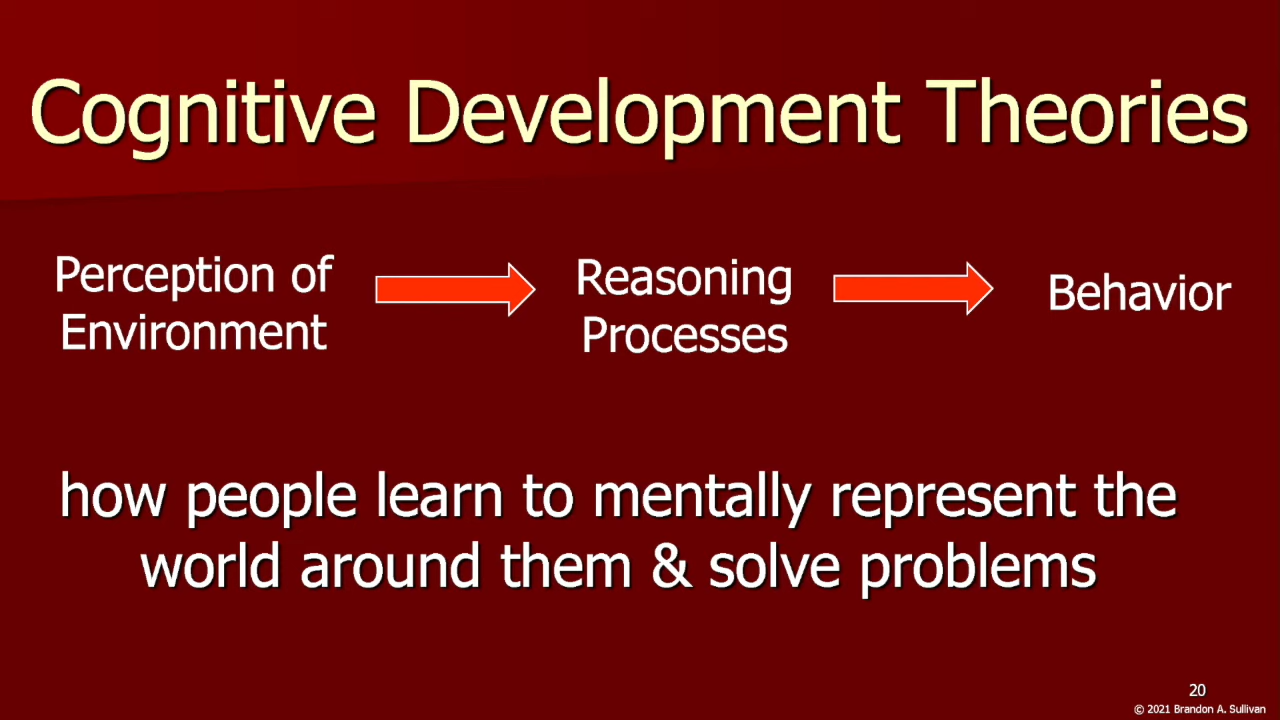 Cognitive Development Theories
Perception of
Environment
Reasoning
Processes
Behavior
how people learn to mentally represent the
world around them & solve problems
20
© 2021 Brandon A. Sullivan